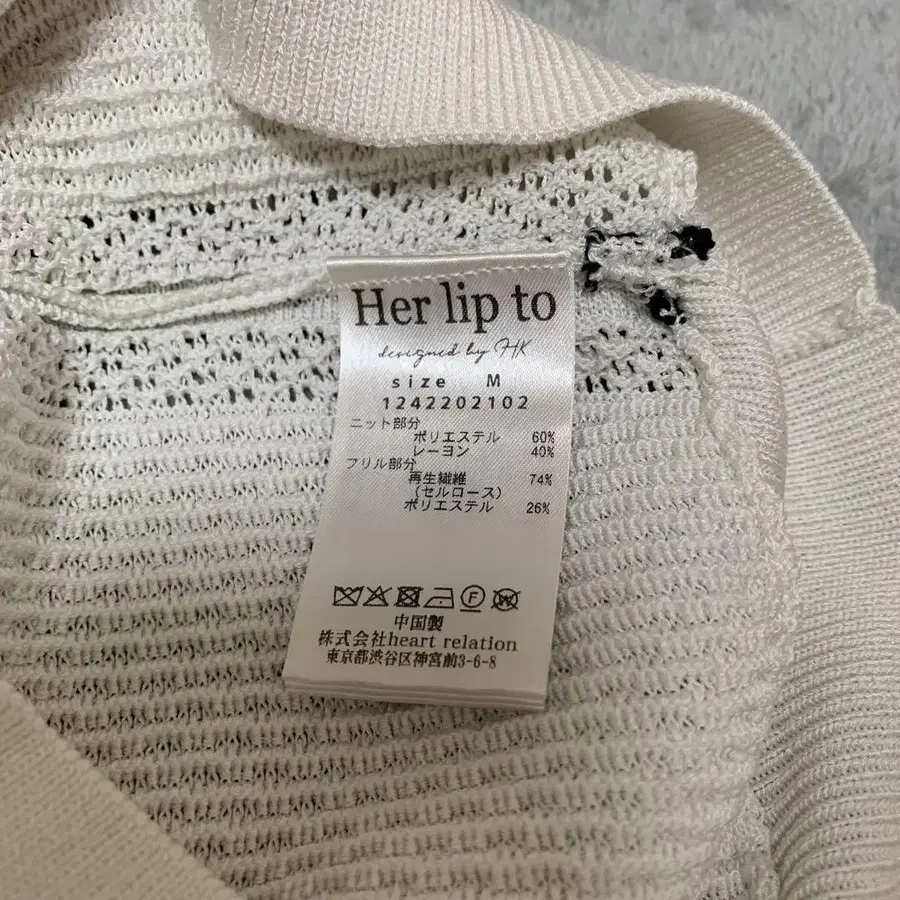 Her lip to
designed by HK
size M
1242202102
ニット部分
ポリエステル 60%
レーヨン 40%
フリル部分
再生繊維 74%
(セルロース)
ポリエステル 26%
F W
中国製
株式会社heart relation
東京都渋谷区神宮前3-6-8